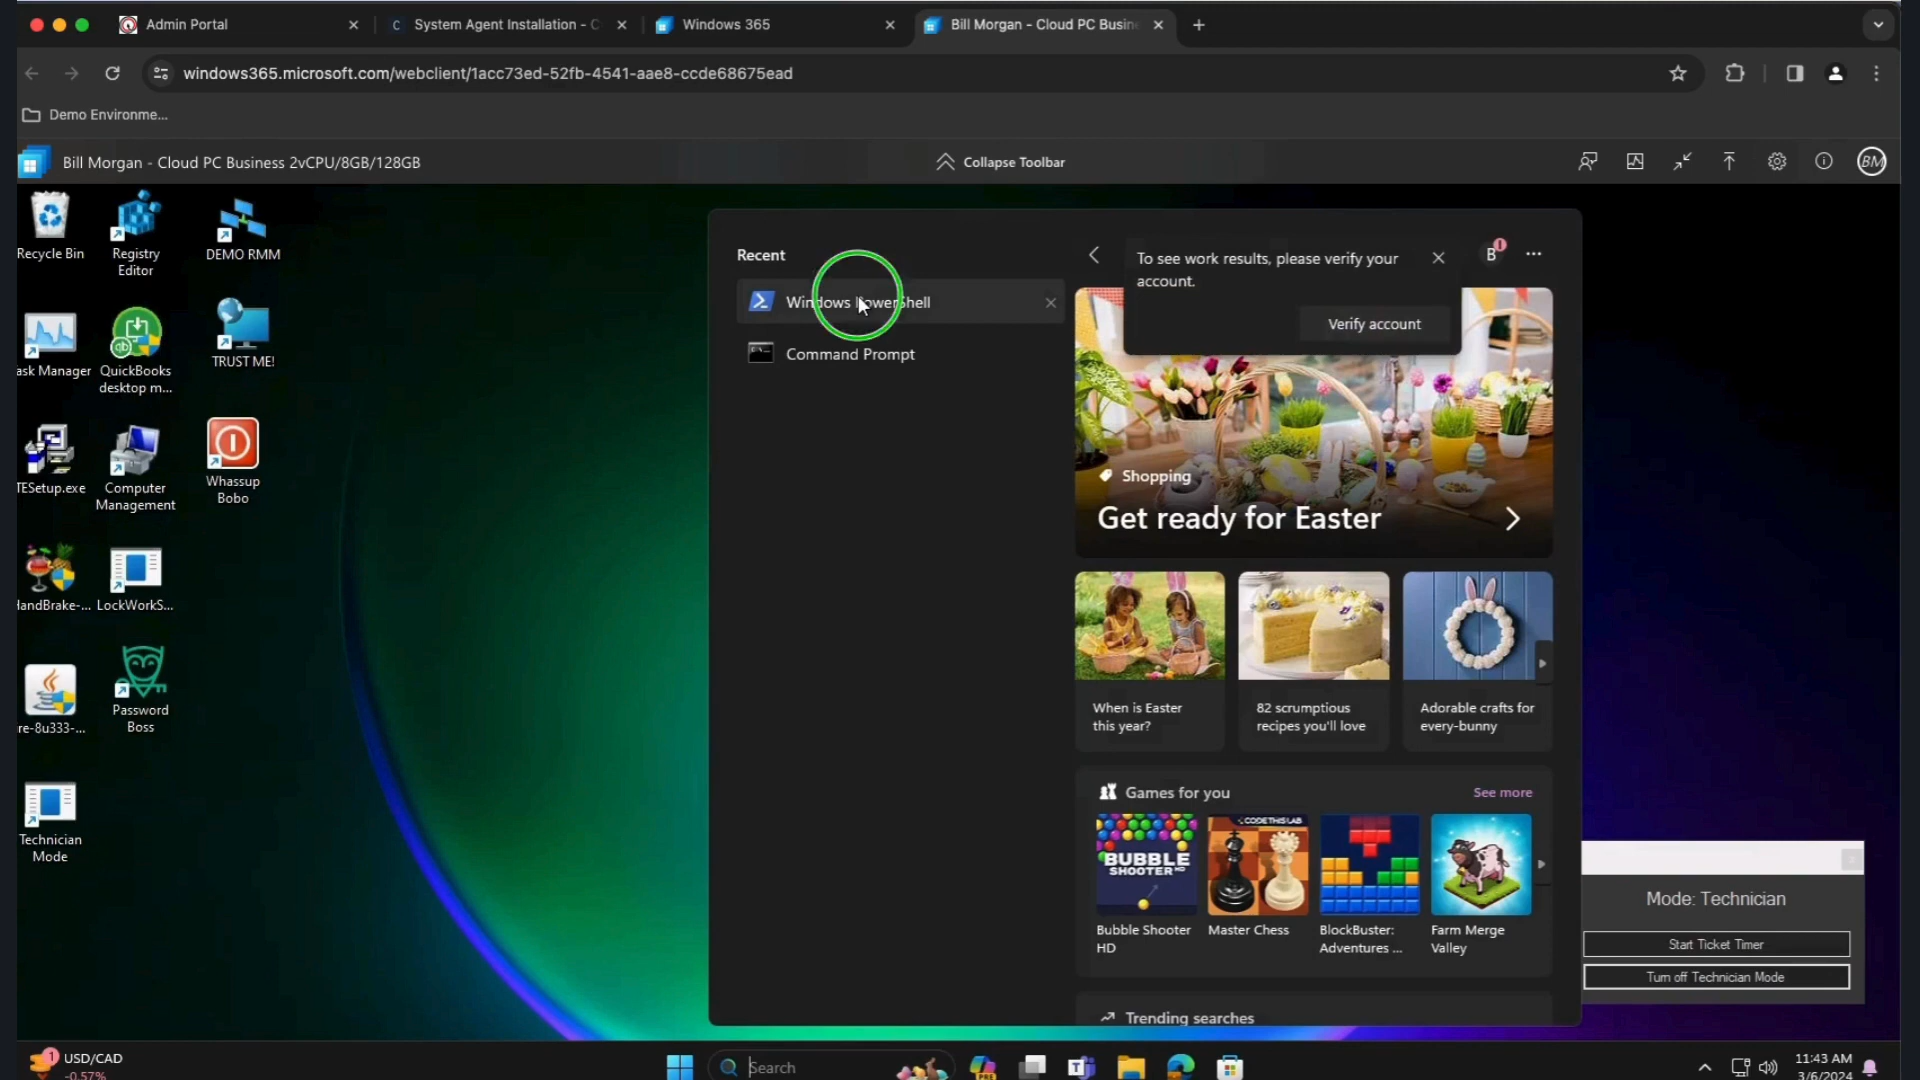 Admin Portal
System Agent Installation - C
Windows 365
Bill Morgan - Cloud PC Busin
windows365.microsoft.com/webclient/1acc73ed-52fb-4541-aae8-ccde68675ead
Demo Environme...
Bill Morgan - Cloud PC Business 2vCPU/8GB/128GB
Collapse Toolbar
BM
Recycle Bin
Registry
Editor
DEMO RMM
ask Manager
QuickBooks
desktop m...
TRUST ME!
TESetup.exe
Computer
Management
Whassup
Bobo
HandBrake-...
LockWorkS...
re-8u333-...
Password
Boss
Technician
Mode
Recent
Windows PowerShell
Command Prompt
To see work results, please verify your
account.
Verify account
B
Shopping
Get ready for Easter
When is Easter
this year?
82 scrumptious
recipes you'll love
Adorable crafts for
every-bunny
Games for you
See more
BUBBLE
SHOOTER HD
CODETHISLAB
Bubble Shooter
HD
Master Chess
BlockBuster:
Adventures ...
Farm Merge
Valley
Trending searches
Mode: Technician
Start Ticket Timer
Turn off Technician Mode
1
USD/CAD
-0.57%
Search
PRE
11:43 AM
3/6/2024